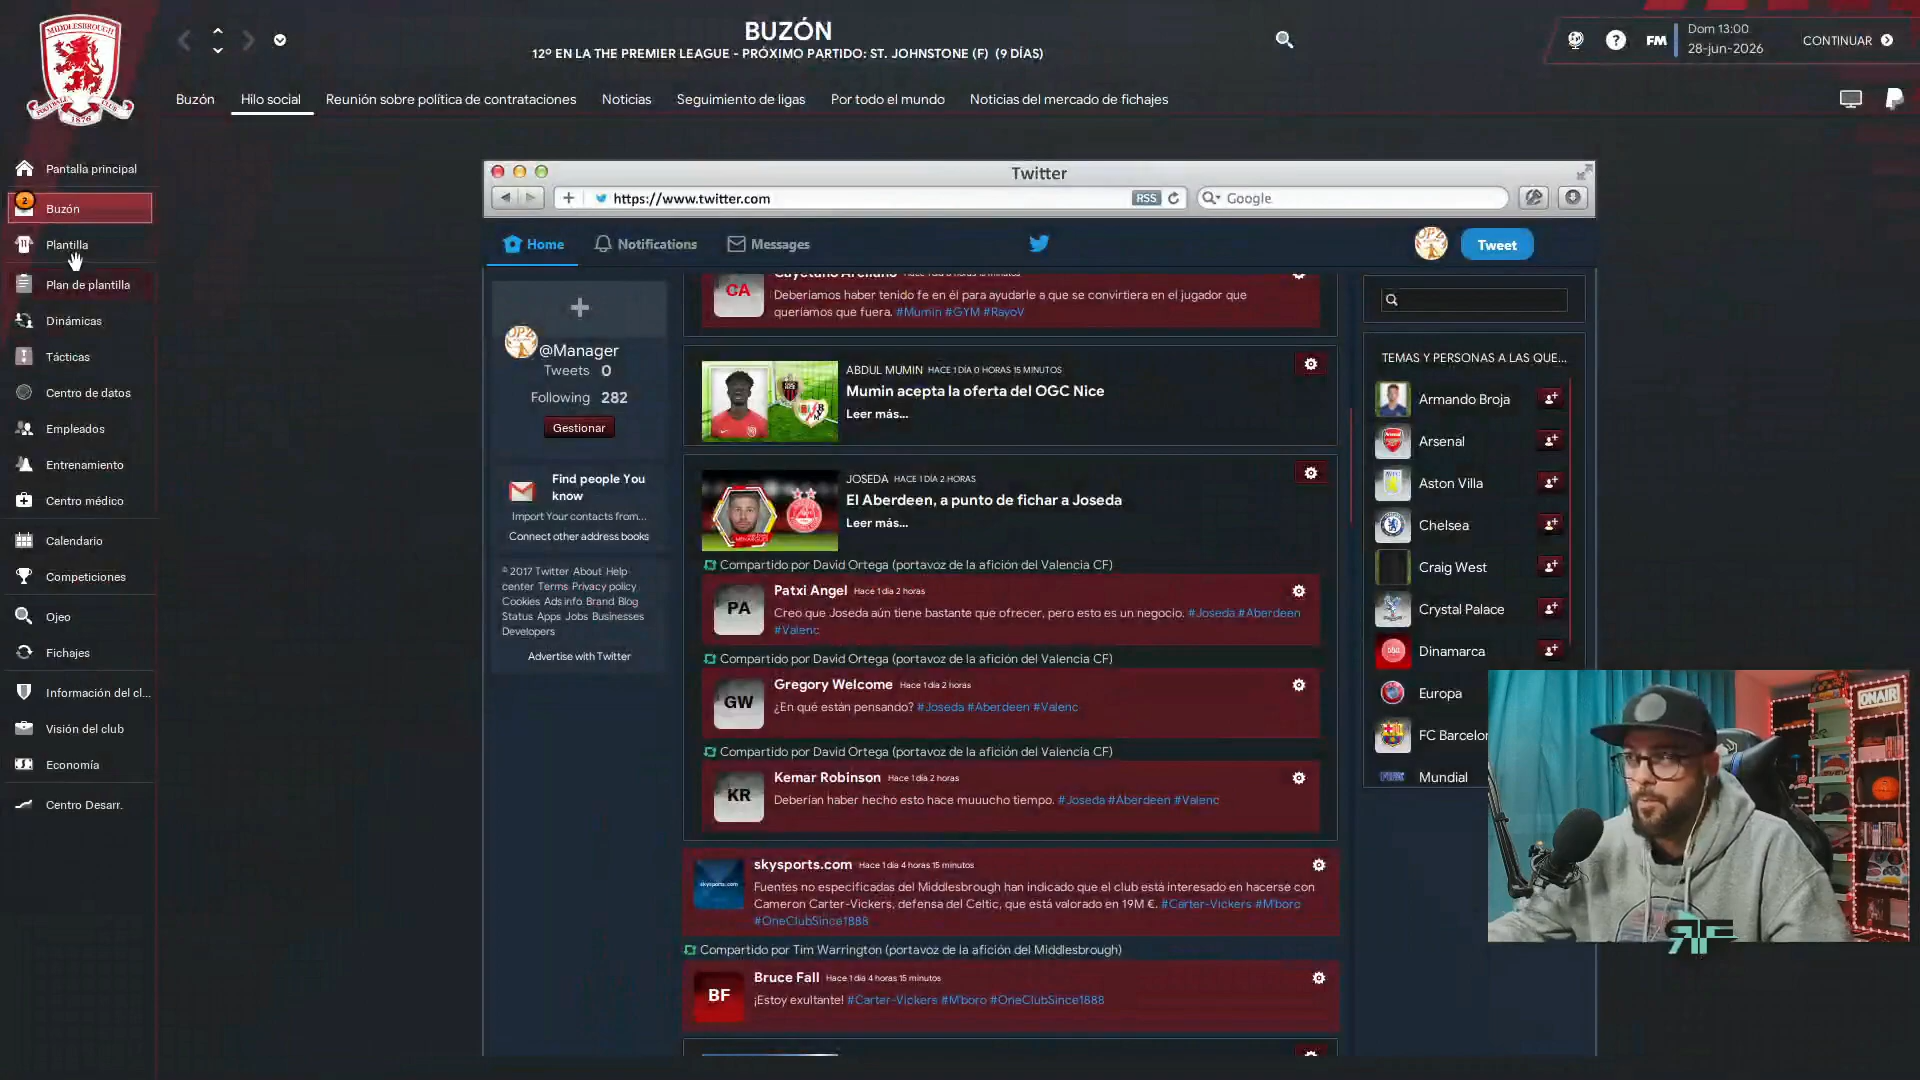 MIDDLESBROUGH
FOOTBALL CLUB
1876
BUZÓN
12º EN LA THE PREMIER LEAGUE - PRÓXIMO PARTIDO: ST. JOHNSTONE (F) (9 DÍAS)
FM
Dom 13:00
28-jun-2026
CONTINUAR
Buzón
Hilo social
Reunión sobre política de contrataciones
Noticias
Seguimiento de ligas
Por todo el mundo
Noticias del mercado de fichajes
Pantalla principal
2
Buzón
Plantilla
Plan de plantilla
Dinámicas
Tácticas
Centro de datos
Empleados
Entrenamiento
Centro médico
Calendario
Competiciones
Ojeo
Fichajes
Información del cl...
Visión del club
Economía
Centro Desarr.
Twitter
https://www.twitter.com
RSS
Google
Home
Notifications
Messages
Tweet
@Manager
Tweets 0
Following 282
Gestionar
Find people You
know
Import Your contacts from...
Connect other address books
© 2017 Twitter About Help
center Terms Privacy policy
Cookies Ads info Brand Blog
Status Apps Jobs Businesses
Developers
Advertise with Twitter
CA
Cayetano Arellano
Deberíamos haber tenido fe en él para ayudarle a que se convirtiera en el jugador que
queríamos que fuera. #Mumin #GYM #RayoV
ABDUL MUMIN HACE 1 DÍA 0 HORAS 15 MINUTOS
Mumin acepta la oferta del OGC Nice
Leer más...
JOSEDA HACE 1 DÍA 2 HORAS
El Aberdeen, a punto de fichar a Joseda
Leer más...
Compartido por David Ortega (portavoz de la afición del Valencia CF)
PA
Patxi Angel Hace 1 día 2 horas
Creo que Joseda aún tiene bastante que ofrecer, pero esto es un negocio. #Joseda #Aberdeen
#Valenc
Compartido por David Ortega (portavoz de la afición del Valencia CF)
GW
Gregory Welcome Hace 1 día 2 horas
¿En qué están pensando? #Joseda #Aberdeen #Valenc
Compartido por David Ortega (portavoz de la afición del Valencia CF)
KR
Kemar Robinson Hace 1 día 2 horas
Deberían haber hecho esto hace muuucho tiempo. #Joseda #Aberdeen #Valenc
skysports.com
skysports.com Hace 1 día 4 horas 15 minutos
Fuentes no especificadas del Middlesbrough han indicado que el club está interesado en hacerse con
Cameron Carter-Vickers, defensa del Celtic, que está valorado en 19M €. #Carter-Vickers #M'boro
#OneClubSince1888
Compartido por Tim Warrington (portavoz de la afición del Middlesbrough)
BF
Bruce Fall Hace 1 día 4 horas 15 minutos
¡Estoy exultante! #Carter-Vickers #M'boro #OneClubSince1888
TEMAS Y PERSONAS A LAS QUE...
Armando Broja
Arsenal
Aston Villa
Chelsea
Craig West
Crystal Palace
Dinamarca
Europa
FC Barcelo
Mundial
ON AIR